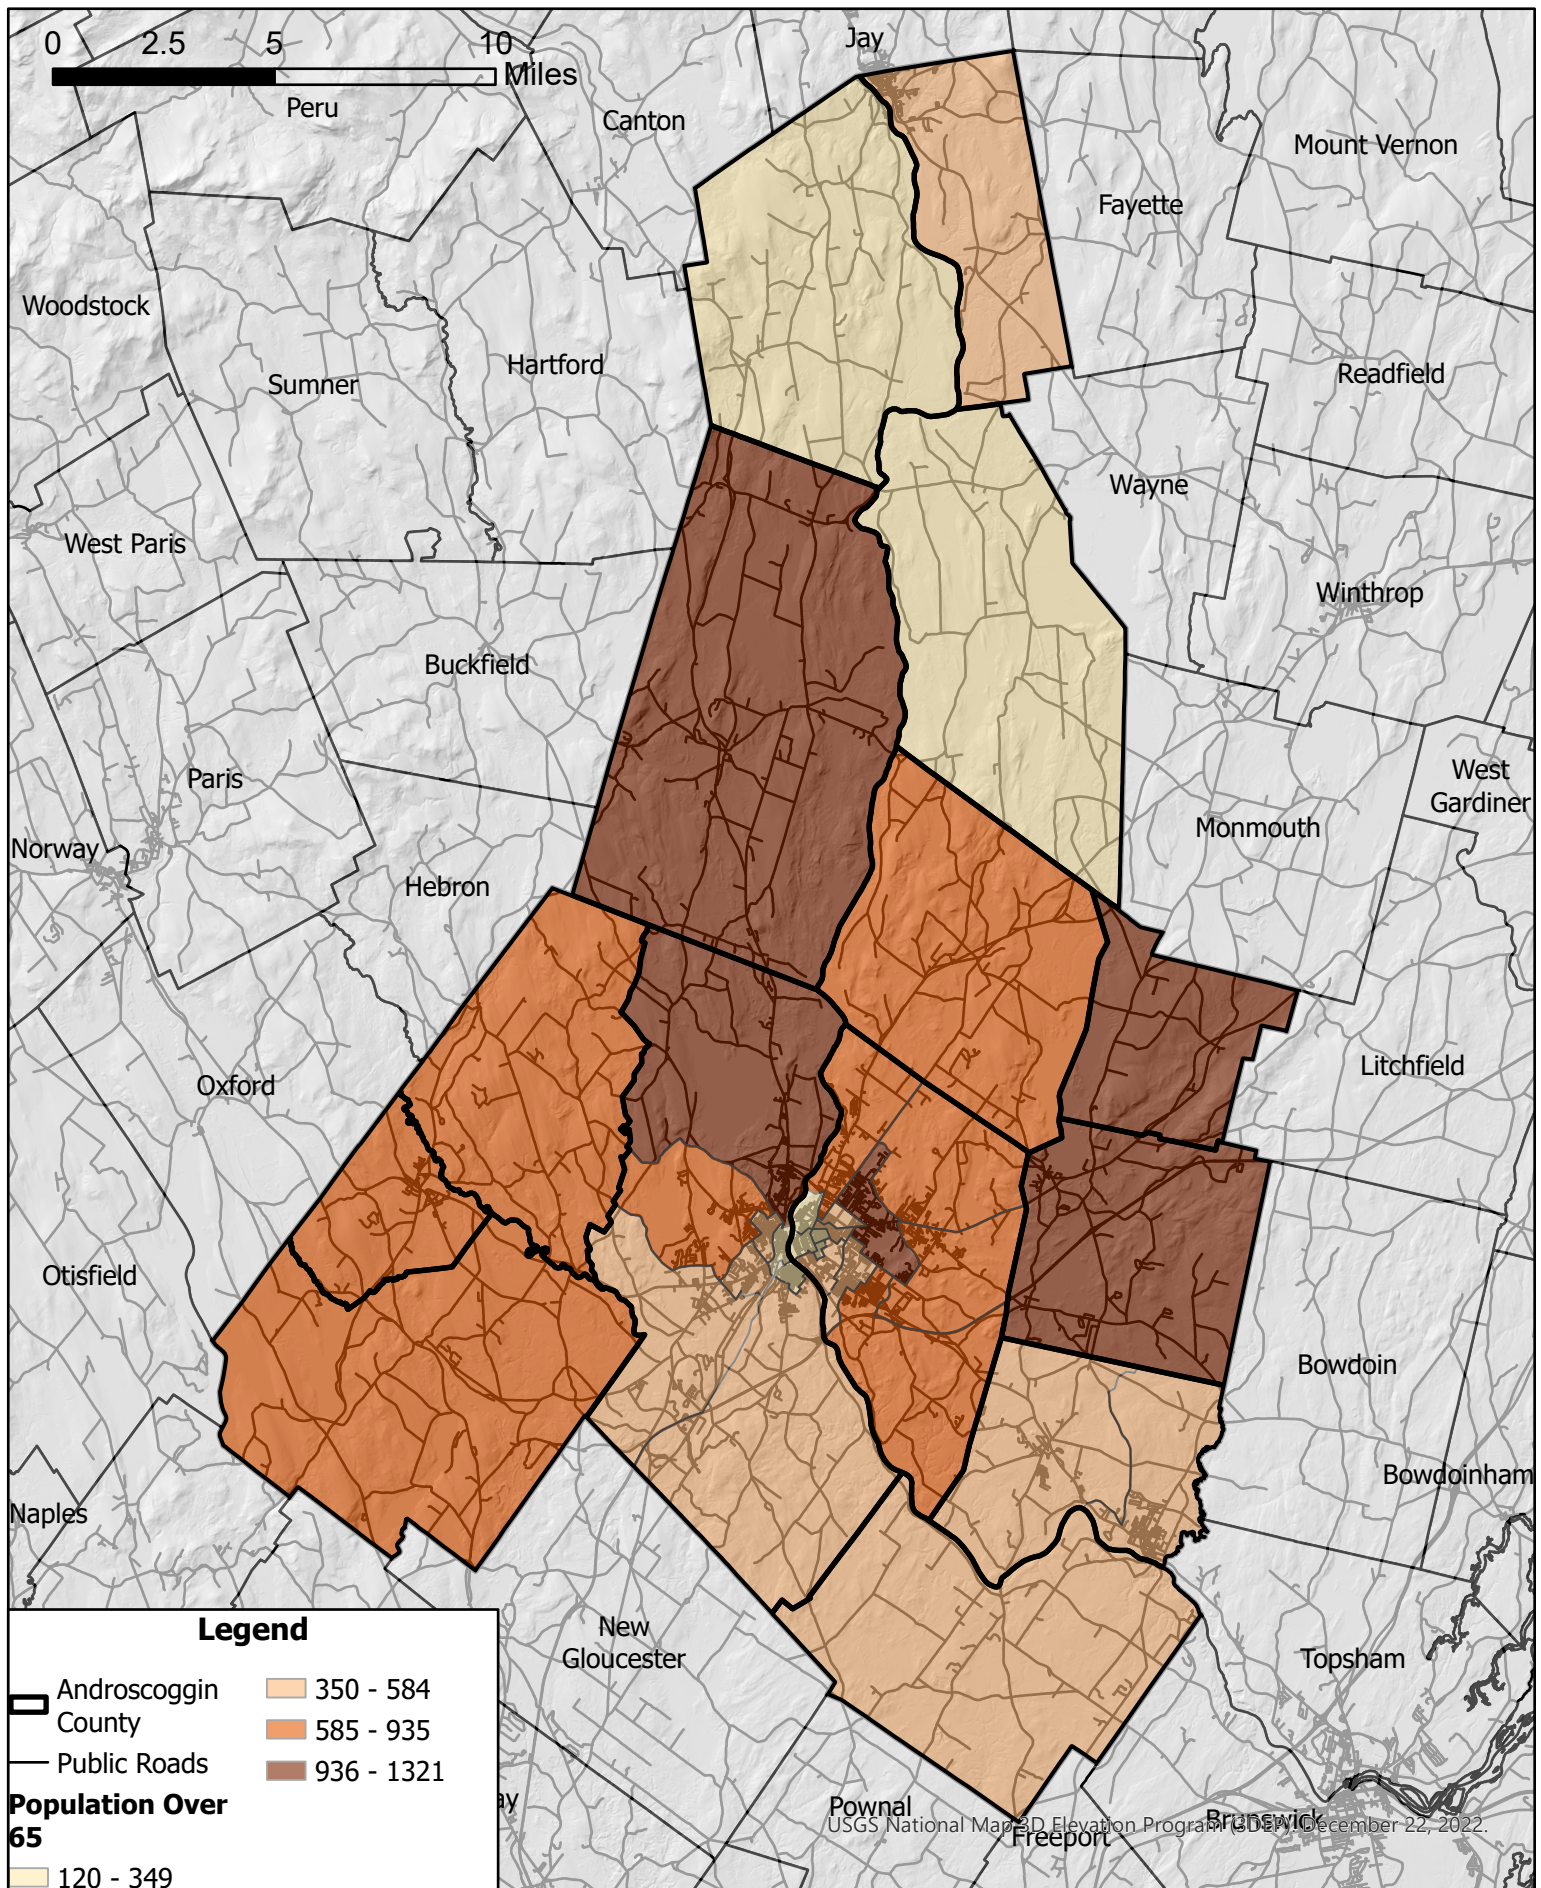 0 2.5 5 10
Miles
Jay
Peru
Canton
Mount Vernon
Fayette
Woodstock
Hartford
Sumner
Readfield
Wayne
West Paris
Winthrop
Buckfield
Paris
West
Gardiner
Monmouth
Norway
Hebron
Litchfield
Oxford
Otisfield
Bowdoin
Bowdoinham
Naples
New
Gloucester
Topsham
Legend
Androscoggin
County
Public Roads
Population Over
65
120 - 349
350 - 584
585 - 935
936 - 1321
ay
Pownal
Brunswick
USGS National Map 3D Elevation Program (3DEP). December 22, 2022.
Freeport